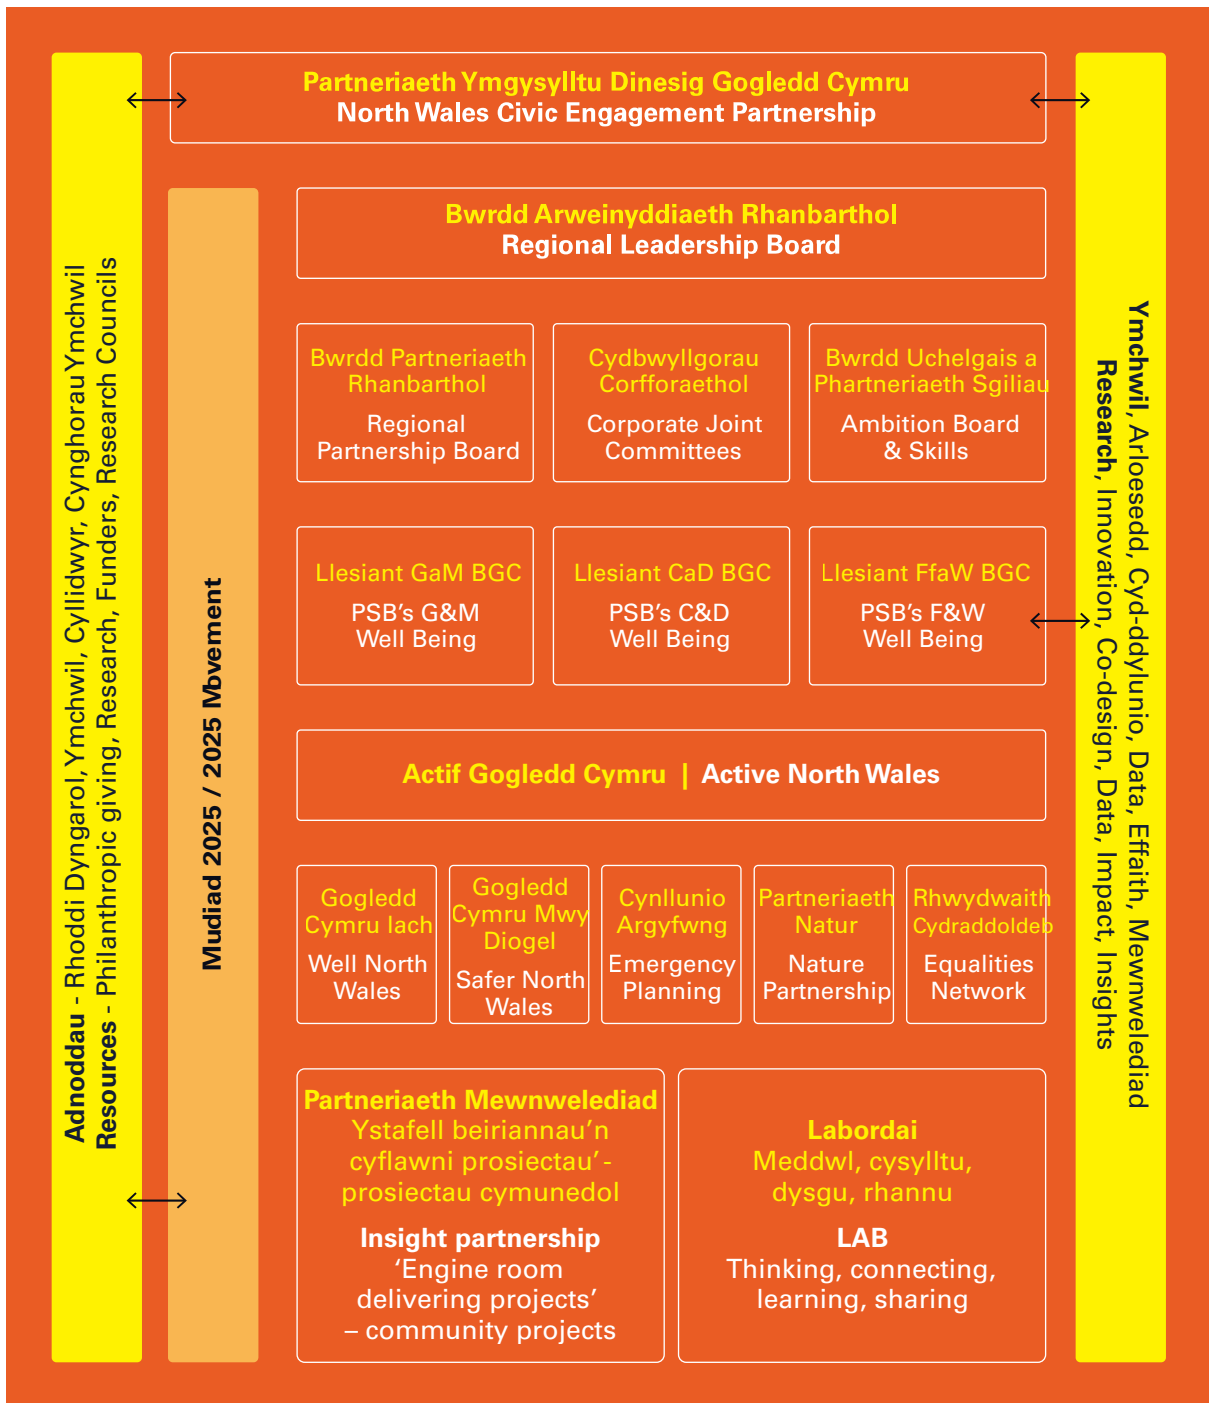 Partneriaeth Ymgysylltu Dinesig Gogledd Cymru
North Wales Civic Engagement Partnership
Adnoddau - Rhoddi Dyngarol, Ymchwil, Cyllidwyr, Cynghorau Ymchwil
Resources - Philanthropic giving, Research, Funders, Research Councils
Mudiad 2025 / 2025 Movement
Bwrdd Arweinyddiaeth Rhanbarthol
Regional Leadership Board
Bwrdd Partneriaeth
Rhanbarthol
Regional
Partnership Board
Cydbwyllgorau
Corfforaethol
Corporate Joint
Committees
Bwrdd Uchelgais a
Phartneriaeth Sgiliau
Ambition Board
& Skills
Llesiant GaM BGC
PSB’s G&M
Well Being
Llesiant CaD BGC
PSB’s C&D
Well Being
Llesiant FfaW BGC
PSB’s F&W
Well Being
Actif Gogledd Cymru | Active North Wales
Gogledd
Cymru Iach
Well North
Wales
Gogledd
Cymru Mwy
Diogel
Safer North
Wales
Cynllunio
Argyfwng
Emergency
Planning
Partneriaeth
Natur
Nature
Partnership
Rhwydwaith
Cydraddoldeb
Equalities
Network
Partneriaeth Mewnwelediad
Ystafell beiriannau’n
cyflawni prosiectau’ -
prosiectau cymunedol
Insight partnership
‘Engine room
delivering projects’
– community projects
Labordai
Meddwl, cysylltu,
dysgu, rhannu
LAB
Thinking, connecting,
learning, sharing
Ymchwil, Arloesedd, Cyd-ddylunio, Data, Effaith, Mewnwelediad
Research, Innovation, Co-design, Data, Impact, Insights